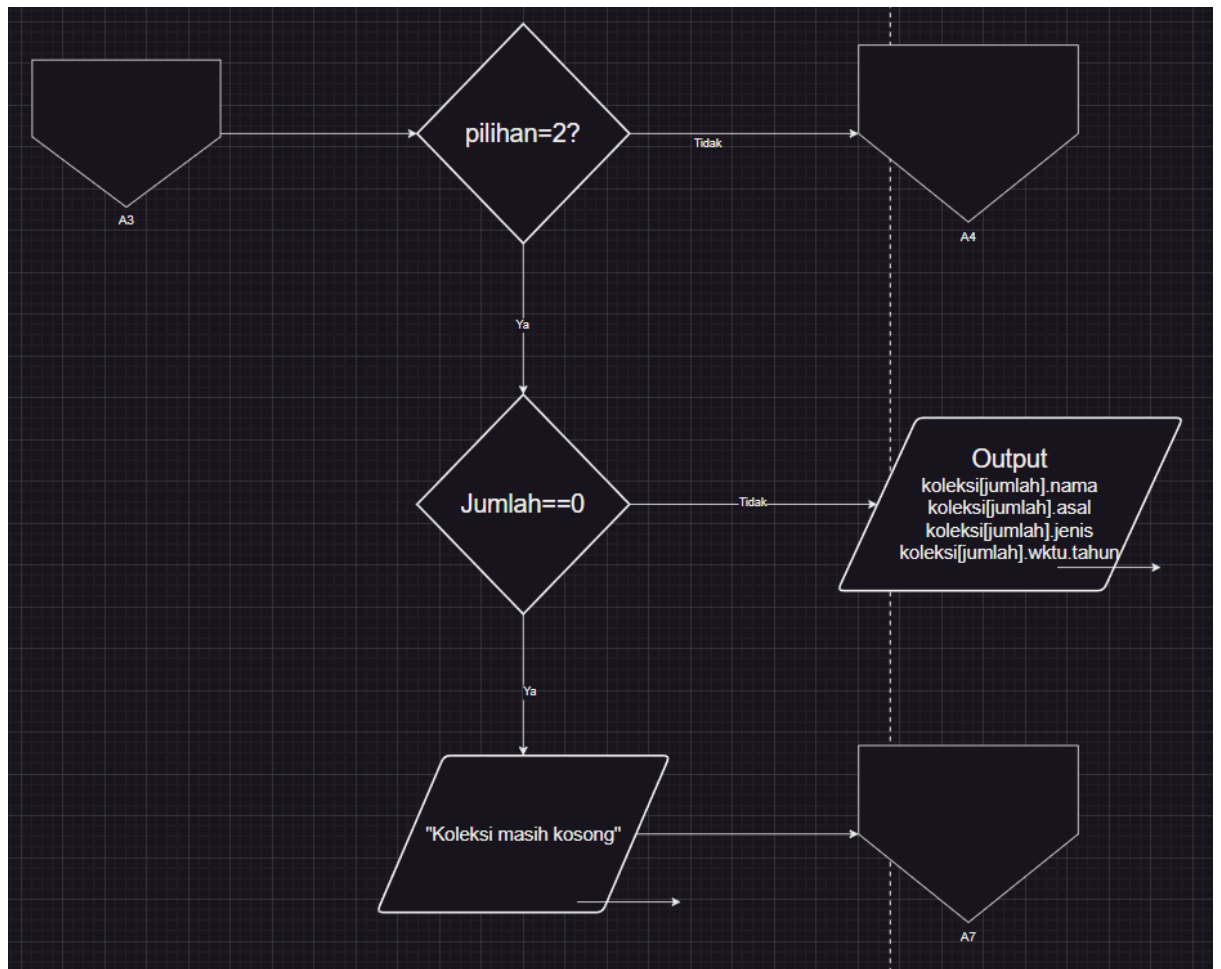 pilihan=2?
Tidak
A3
A4
Ya
Jumlah==0
Tidak
Output
koleksi[jumlah].nama
koleksi[jumlah].asal
koleksi[jumlah].jenis
koleksi[jumlah].wktu.tahun
Ya
"Koleksi masih kosong"
A7